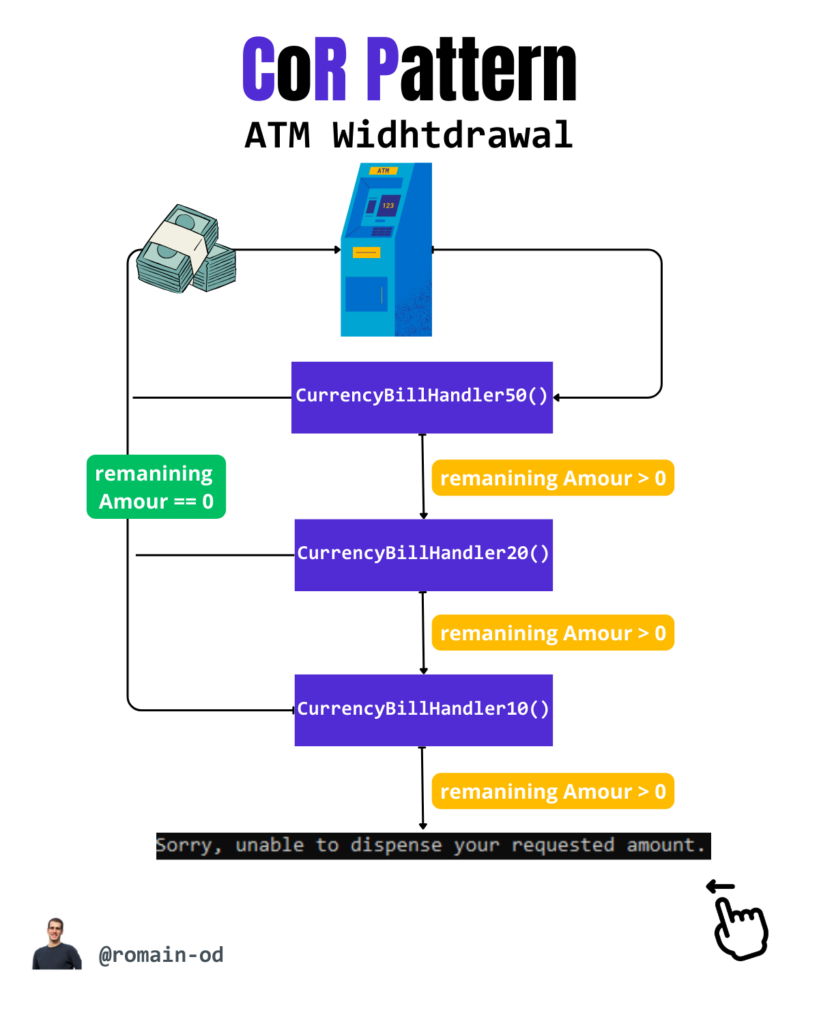 CoR Pattern
ATM Widhtdrawal
ATM
123
CurrencyBillHandler50()
remanining
Amour == 0
remanining Amour > 0
CurrencyBillHandler20()
remanining Amour > 0
CurrencyBillHandler10()
remanining Amour > 0
Sorry, unable to dispense your requested amount.
@romain-od